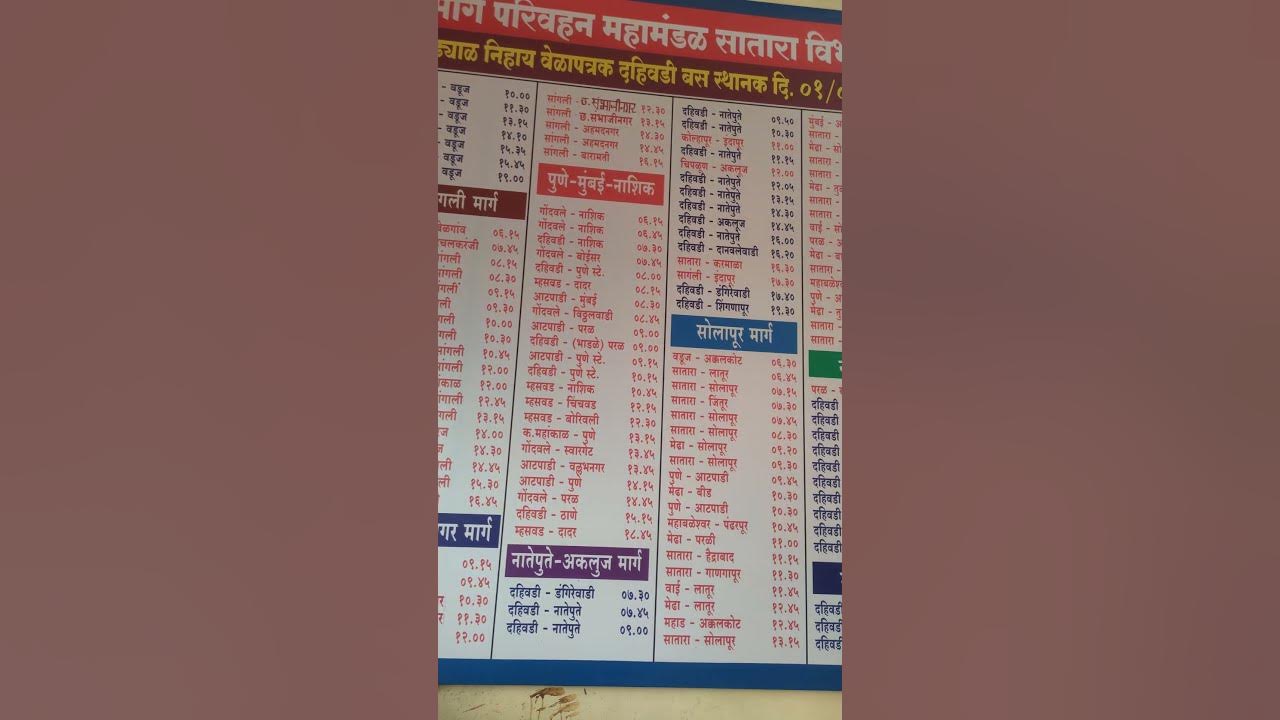 मार्ग परिवहन महामंडळ सातारा विभ
ड्याळ निहाय वेळापत्रक दहिवडी बस स्थानक दि. ०१/०
- वडूज १०.००
- वडूज ११.३०
- वडूज १३.१५
- वडूज १४.१०
- वडूज १५.३५
- वडूज १५.४५
वडूज १९.००
गली मार्ग
बेळगांव ०६.१५
चलकरंजी ०७.४५
गंगली ०८.१५
गंगली ०८.३०
गंगली ०९.१५
ली ०९.३०
ली १०.००
ली १०.३०
गंगली १०.४५
गंगली १२.००
कंकाळ १२.००
गंगाली १२.४५
गली १३.१५
ज १४.००
ज १४.३०
ली १४.४५
ली १५.३०
१६.४५
गर मार्ग
०९.१५
०९.४५
र १०.३०
र ११.३०
१२.००
सांगली - छ.संभाजीनगर १२.३०
सांगली - छ.संभाजीनगर १३.१५
सांगली - अहमदनगर १४.३०
सांगली - अहमदनगर १४.४५
सांगली - बारामती १६.१५
पुणे-मुंबई-नाशिक
गोंदवले - नाशिक ०६.१५
गोंदवले - नाशिक ०६.४५
दहिवडी - नाशिक ०७.३०
गोंदवले - बोईसर ०७.४५
दहिवडी - पुणे स्टे. ०८.००
म्हसवड - दादर ०८.१५
आटपाडी - मुंबई ०८.३०
गोंदवले - विठ्ठलवाडी ०८.४५
आटपाडी - परळ ०९.००
दहिवडी - (भाडळे) परळ ०९.००
आटपाडी - पुणे स्टे. ०९.१५
दहिवडी - पुणे स्टे. १०.१५
म्हसवड - नाशिक १०.४५
म्हसवड - चिंचवड १२.१५
म्हसवड - बोरिवली १२.३०
क.महांकाळ - पुणे १३.१५
गोंदवले - स्वारगेट १३.४५
आटपाडी - वल्लभनगर १३.४५
आटपाडी - पुणे १४.१५
गोंदवले - परळ १४.४५
दहिवडी - ठाणे १५.१५
म्हसवड - दादर १८.४५
नातेपुते-अकलुज मार्ग
दहिवडी - डंगिरेवाडी ०७.३०
दहिवडी - नातेपुते ०७.४५
दहिवडी - नातेपुते ०९.००
दहिवडी - नातेपुते ०९.५०
दहिवडी - नातेपुते १०.३०
कोल्हापूर - इंदापूर ११.००
दहिवडी - नातेपुते ११.१५
चिपळूण - अकलूज १२.००
दहिवडी - नातेपुते १२.०५
दहिवडी - नातेपुते १३.१५
दहिवडी - नातेपुते १४.३०
दहिवडी - अकलूज १४.४५
दहिवडी - नातेपुते १६.००
दहिवडी - दानवलेवाडी १६.२०
सातारा - करमाळा १६.३०
सागंली - इंदापूर १७.३०
दहिवडी - डंगिरेवाडी १७.४०
दहिवडी - शिंगणापूर १९.३०
सोलापूर मार्ग
वडूज - अक्कलकोट ०६.३०
सातारा - लातूर ०६.४५
सातारा - सोलापूर ०७.१५
सातारा - जिंतूर ०७.३०
सातारा - सोलापूर ०७.४५
सातारा - सोलापूर ०८.३०
मेढा - सोलापूर ०९.२०
सातारा - सोलापूर ०९.३०
पुणे - आटपाडी ०९.४५
मेंढा - बीड १०.३०
पुणे - आटपाडी १०.३०
महाबळेश्वर - पंढरपूर १०.४५
मेढा - परळी ११.००
सातारा - हैद्राबाद ११.१५
सातारा - गाणगापूर ११.३०
वाई - लातूर ११.४५
मेढा - लातूर १२.४५
महाड - अक्कलकोट १२.४५
सातारा - सोलापूर १३.१५
मुंबई - अ
सातारा -
मेढा - सो
सातारा -
सातारा -
मेढा - तु
सातारा -
सातारा -
वाई - सो
परळ - अ
मेढा - ब
सातारा -
महाबळेश्व
पुणे - अ
मेढा - तु
सातारा -
सातारा -
परळ - स
दहिवडी
दहिवडी
दहिवडी
दहिवडी
दहिवडी
दहिवडी
दहिवडी
दहिवडी
दहिवडी
दहिवडी
दहिवडी
दहिवडी
दहिवडी